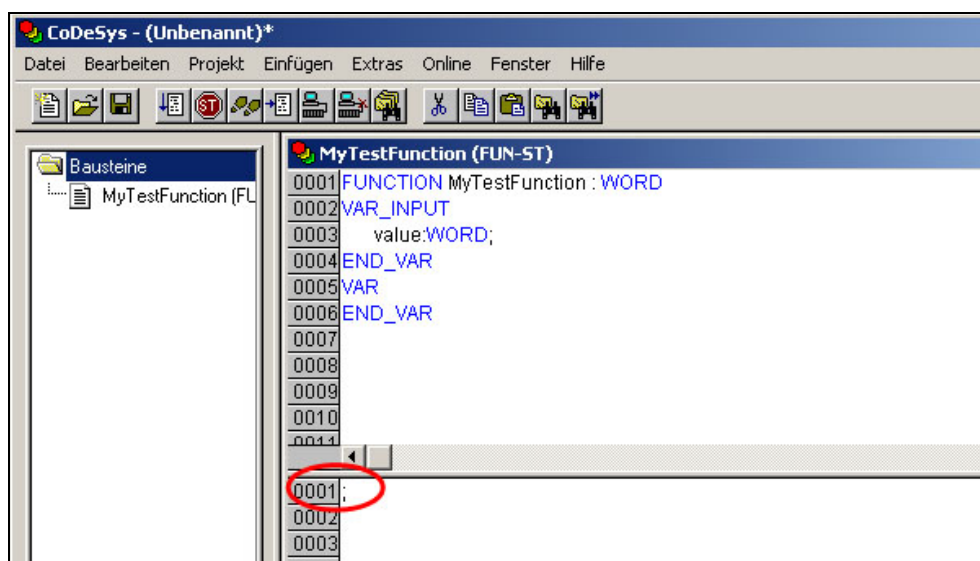 CoDeSys - (Unbenannt)*
Datei Bearbeiten Projekt Einfügen Extras Online Fenster Hilfe
ST
Bausteine
MyTestFunction (FU
MyTestFunction (FUN-ST)
0001 FUNCTION MyTestFunction : WORD
0002 VAR_INPUT
0003 value:WORD;
0004 END_VAR
0005 VAR
0006 END_VAR
0007
0008
0009
0010
0011
0001 ;
0002
0003